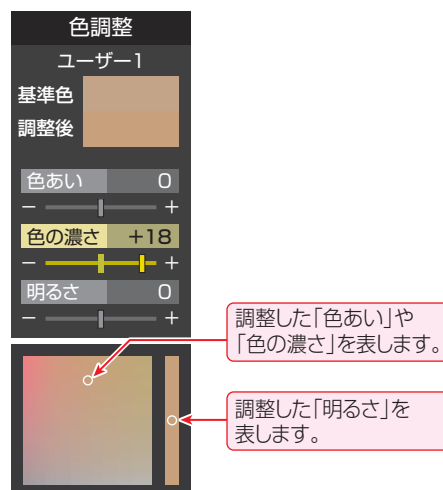 色調整
ユーザー1
基準色
調整後
色あい 0
− +
色の濃さ +18
− +
明るさ 0
− +
調整した「色あい」や
「色の濃さ」を表します。
調整した「明るさ」を
表します。